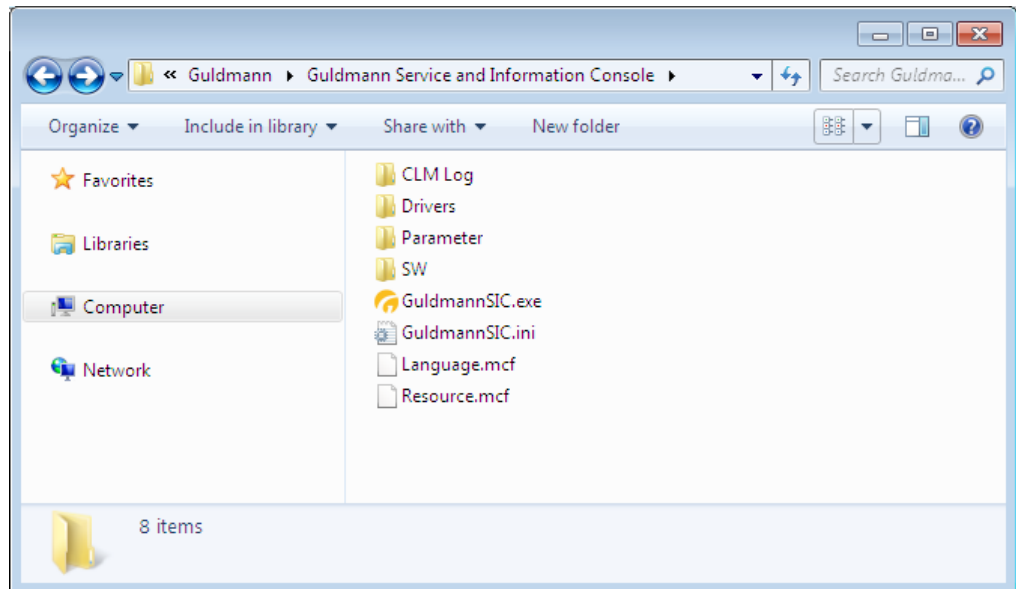 « Guldmann ▸ Guldmann Service and Information Console ▸ Search Guldma...
Organize ▾ Include in library ▾ Share with ▾ New folder
Favorites
Libraries
Computer
Network
CLM Log
Drivers
Parameter
SW
GuldmannSIC.exe
GuldmannSIC.ini
Language.mcf
Resource.mcf
8 items